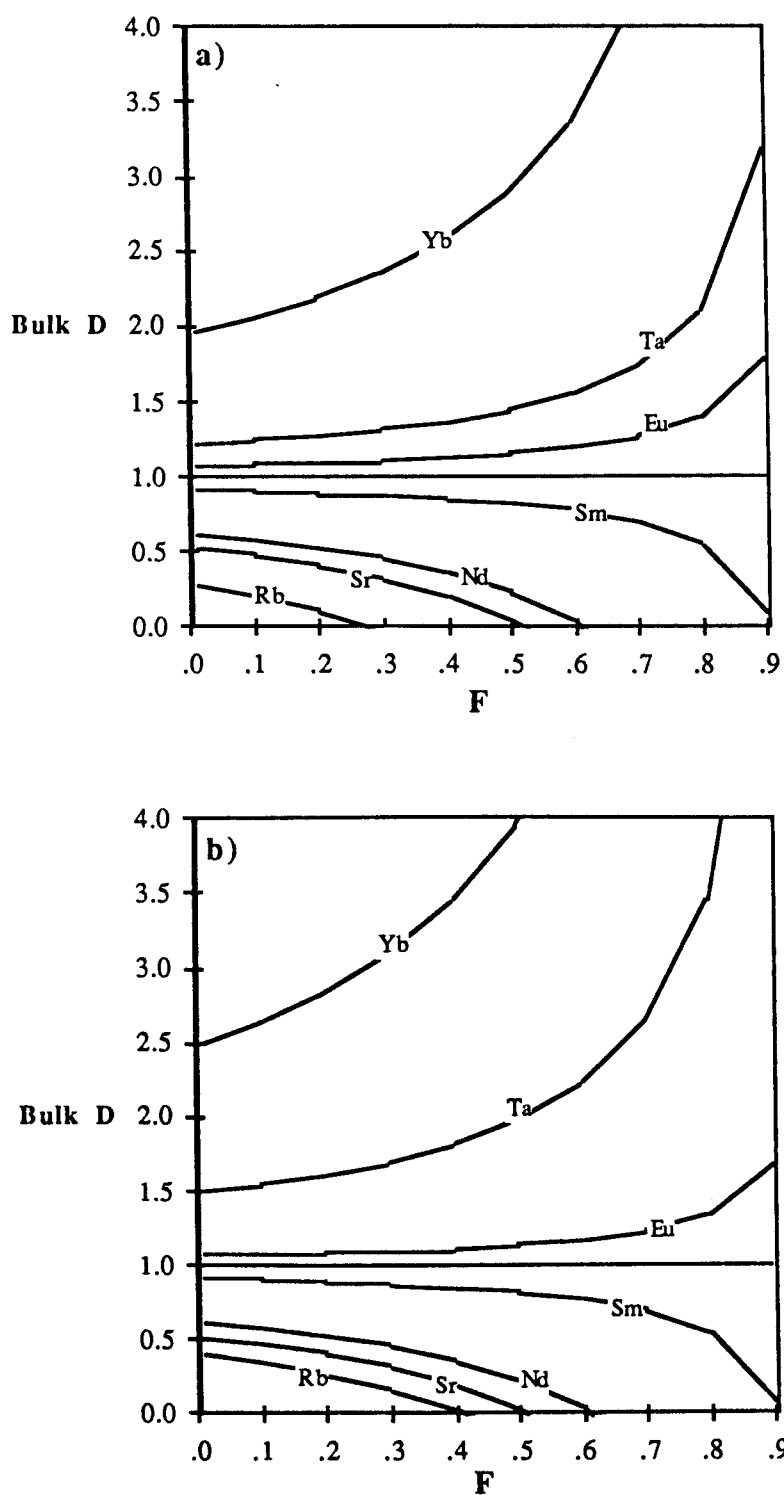 a)
4.0
3.5
3.0
2.5
Bulk D 2.0
1.5
1.0
0.5
0.0
Yb
Ta
Eu
Sm
Nd
Sr
Rb
.0 .1 .2 .3 .4 .5 .6 .7 .8 .9
F
b)
4.0
3.5
3.0
2.5
Bulk D 2.0
1.5
1.0
0.5
0.0
Yb
Ta
Eu
Sm
Nd
Sr
Rb
.0 .1 .2 .3 .4 .5 .6 .7 .8 .9
F